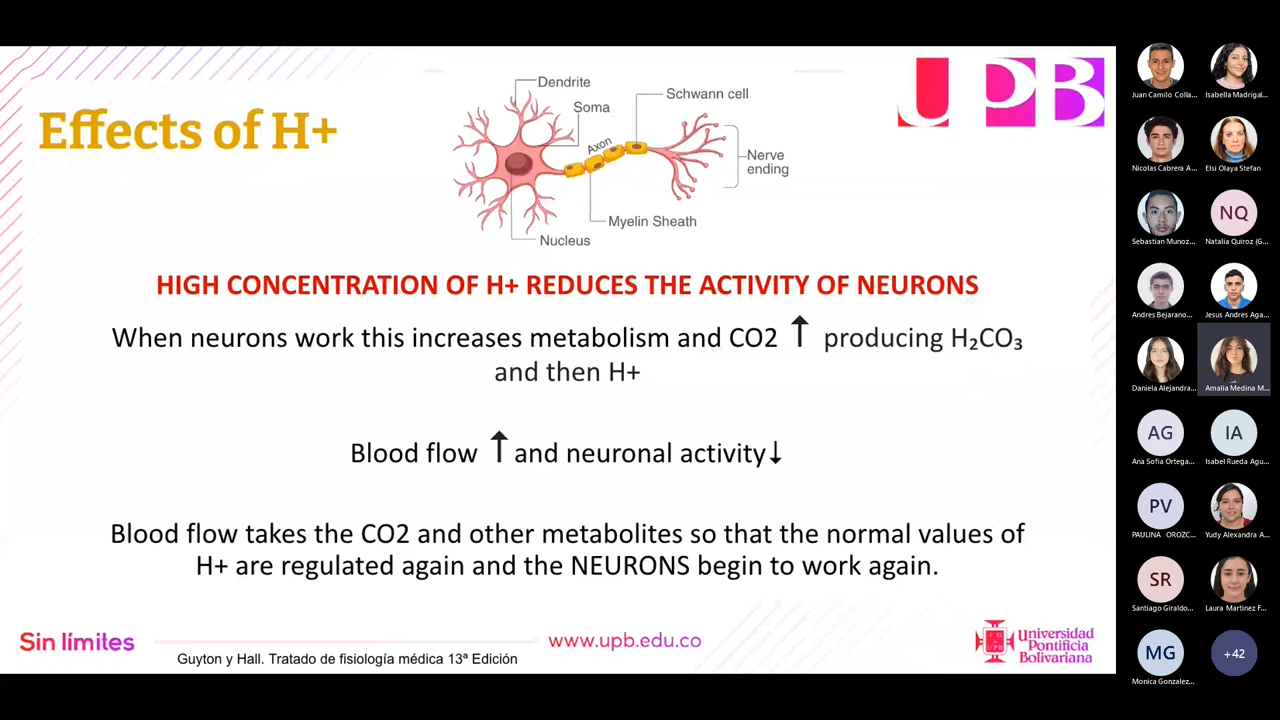 Effects of H+
Dendrite
Soma
Schwann cell
Axon
Nerve
ending
Myelin Sheath
Nucleus
UPB
HIGH CONCENTRATION OF H+ REDUCES THE ACTIVITY OF NEURONS
When neurons work this increases metabolism and CO2 ↑ producing H₂CO₃
and then H+
Blood flow ↑ and neuronal activity↓
Blood flow takes the CO2 and other metabolites so that the normal values of
H+ are regulated again and the NEURONS begin to work again.
Sin límites
www.upb.edu.co
Universidad
Pontificia
Bolivariana
Guyton y Hall. Tratado de fisiología médica 13ª Edición
Juan Camilo Colla...
Isabella Madrigal...
Nicolas Cabrera A...
Elsi Olaya Stefan
Sebastian Munoz...
NQ
Natalia Quiroz (G...
Andres Bejarano...
Jesus Andres Aga...
Daniela Alejandra...
Amalia Medina M...
AG
Ana Sofia Ortega...
IA
Isabel Rueda Agu...
PV
PAULINA OROZC...
Yudy Alexandra A...
SR
Santiago Giraldo...
Laura Martinez F...
MG
Monica Gonzalez...
+42